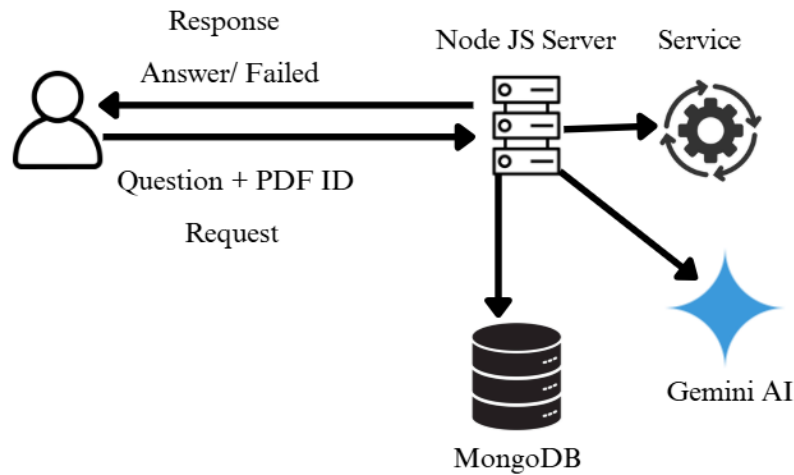 Response
Answer/ Failed
Node JS Server
Service
Question + PDF ID
Request
Gemini AI
MongoDB